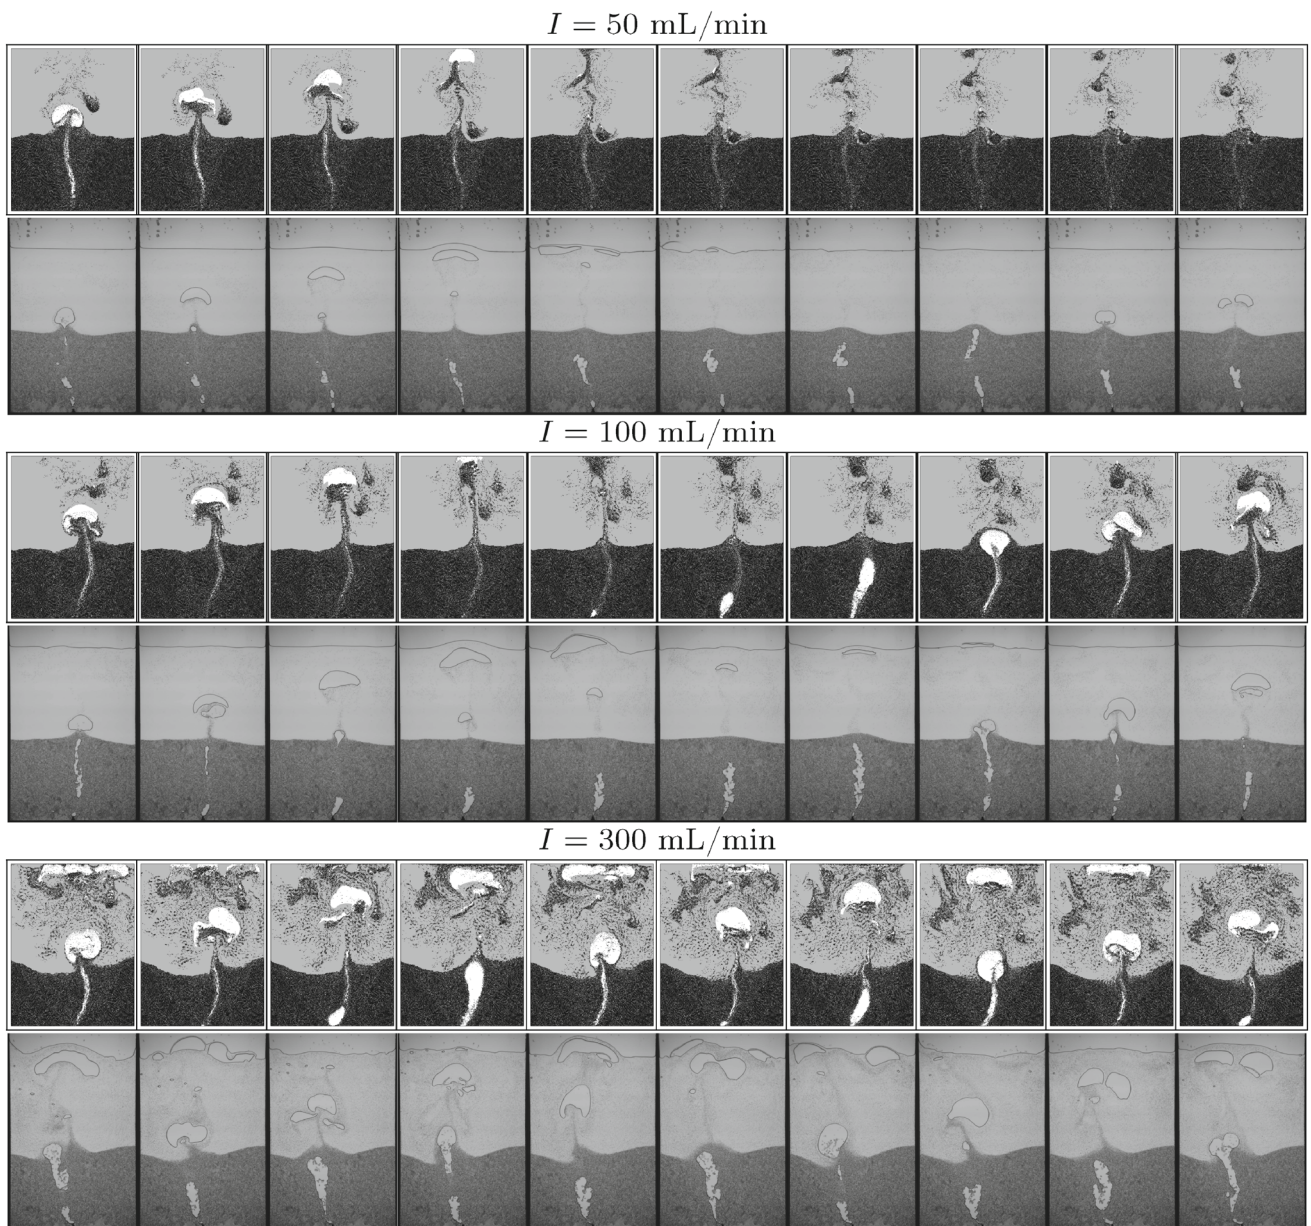 I = 50 mL/min
I = 100 mL/min
I = 300 mL/min